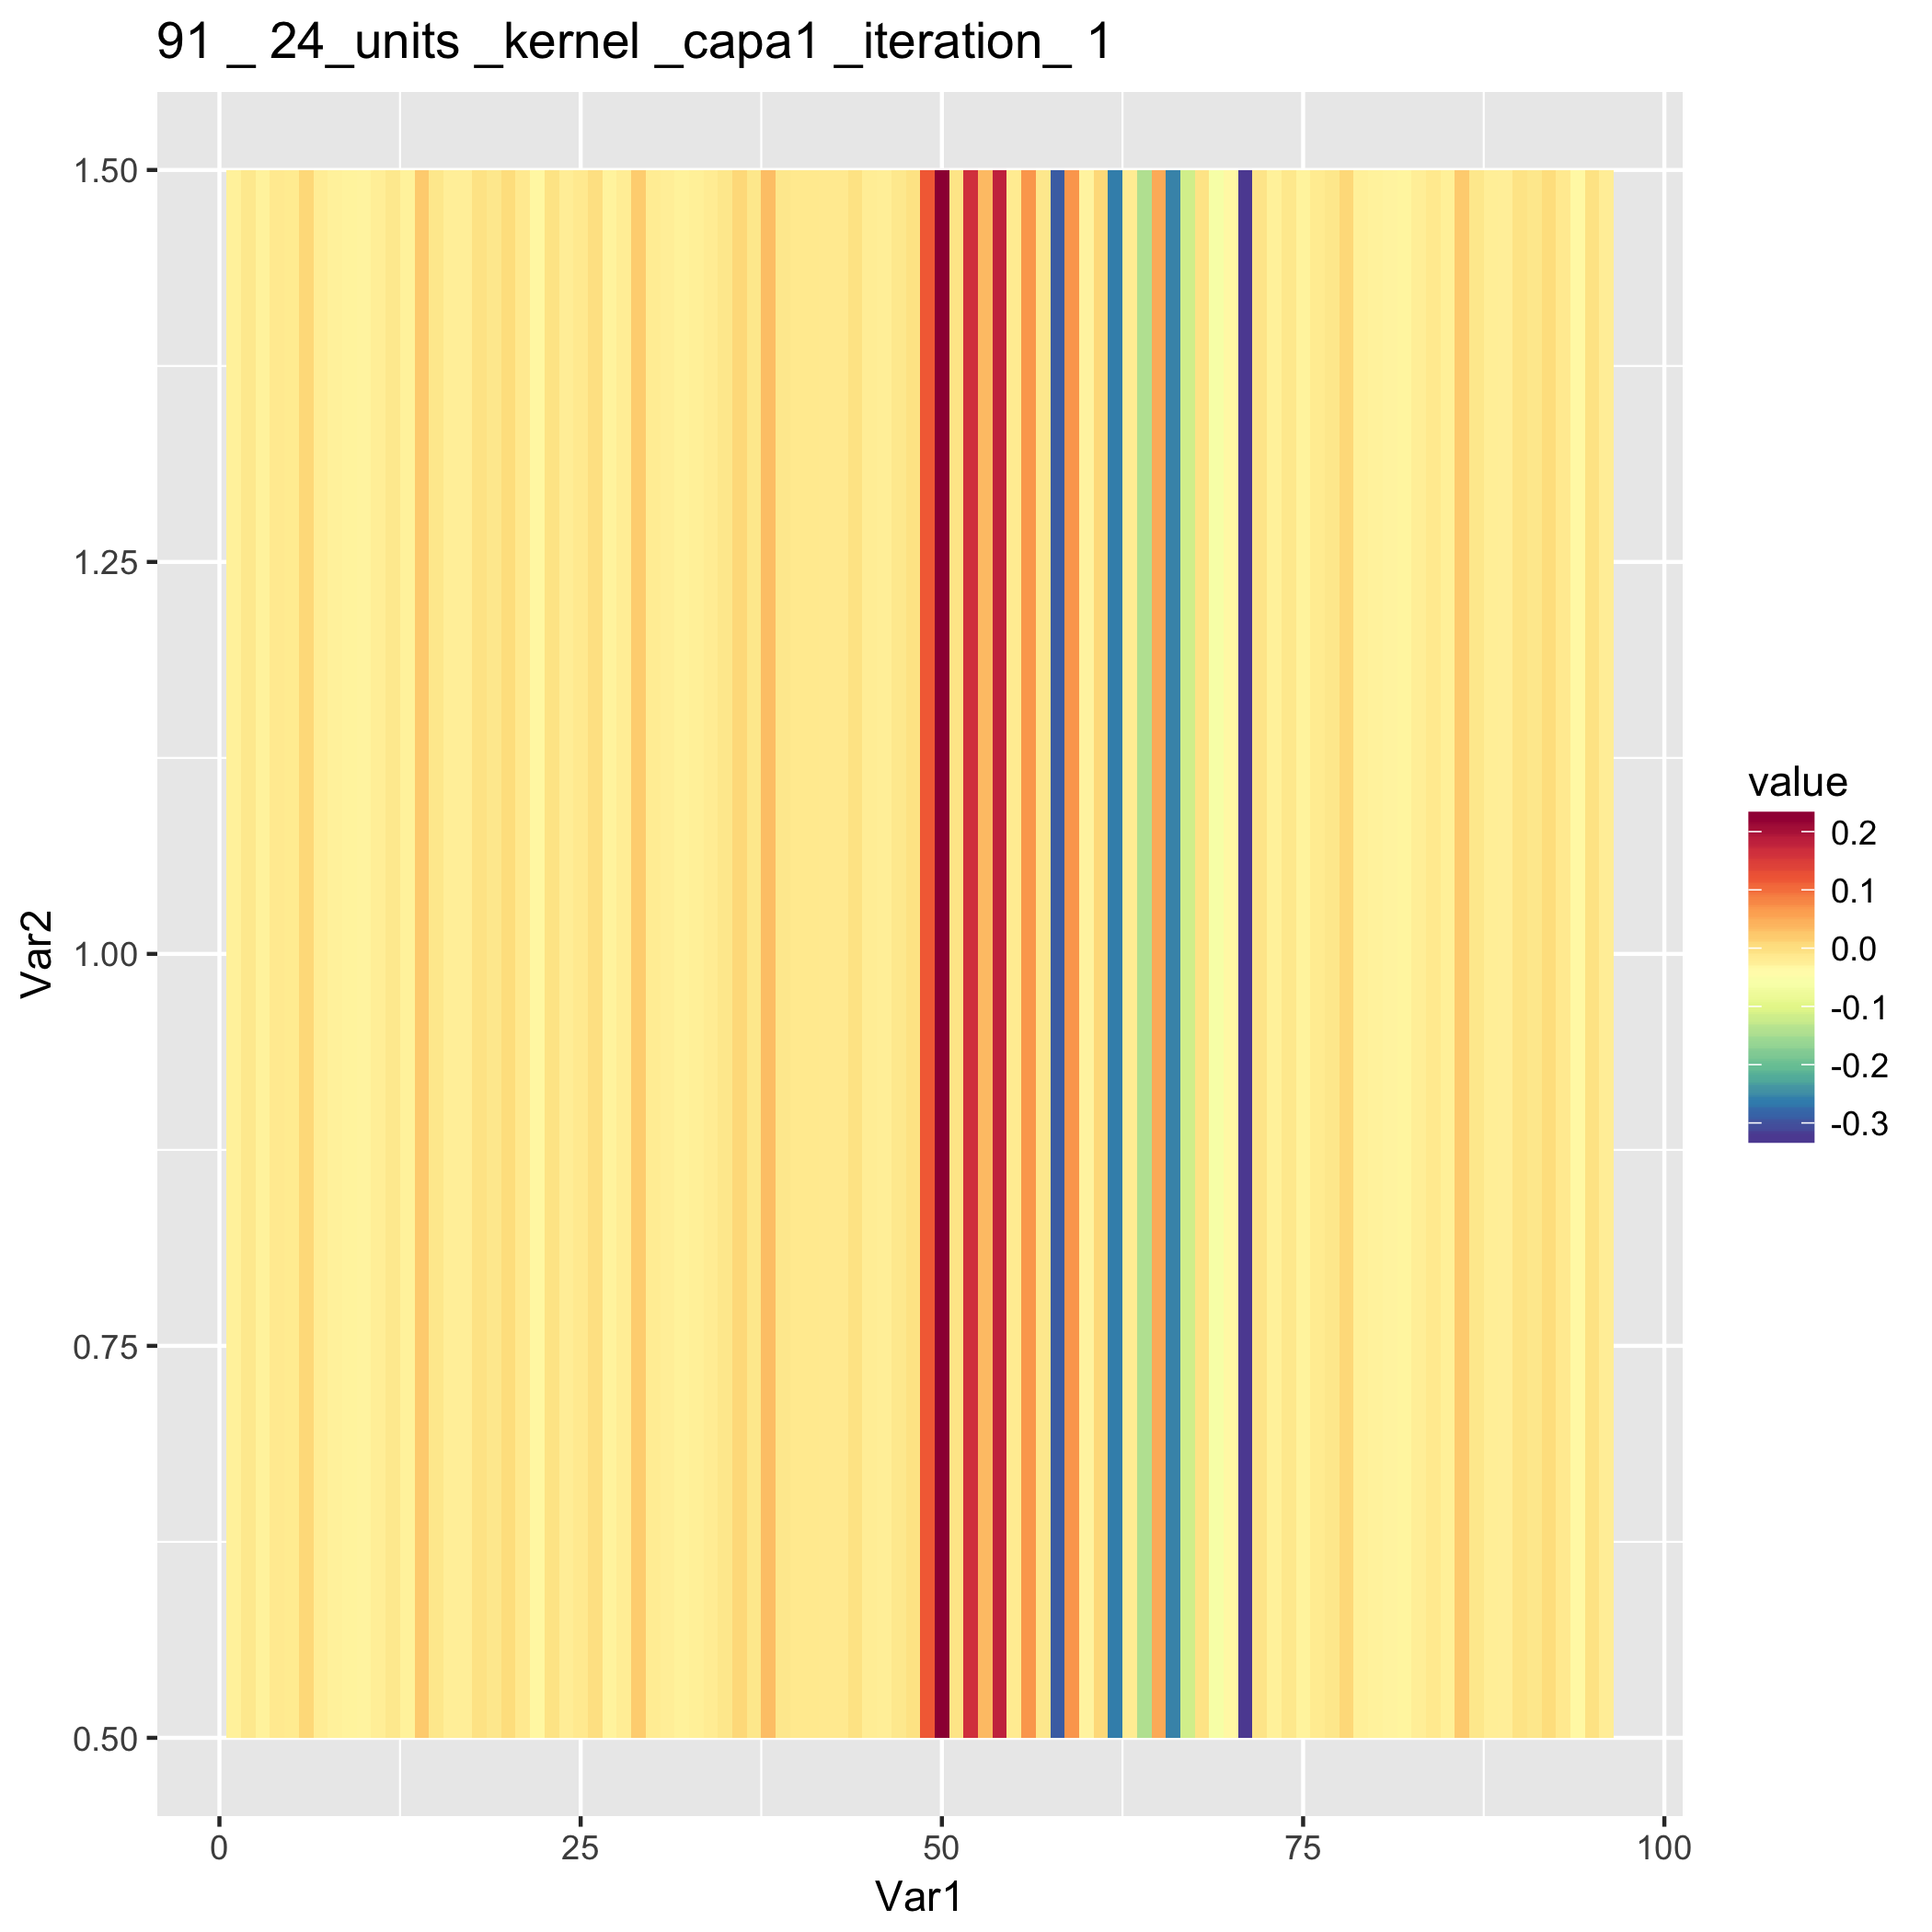 91 _ 24_units _kernel _capa1 _iteration_ 1
1.50
1.25
1.00
0.75
0.50
Var2
0 25 50 75 100
Var1
value
0.2
0.1
0.0
-0.1
-0.2
-0.3